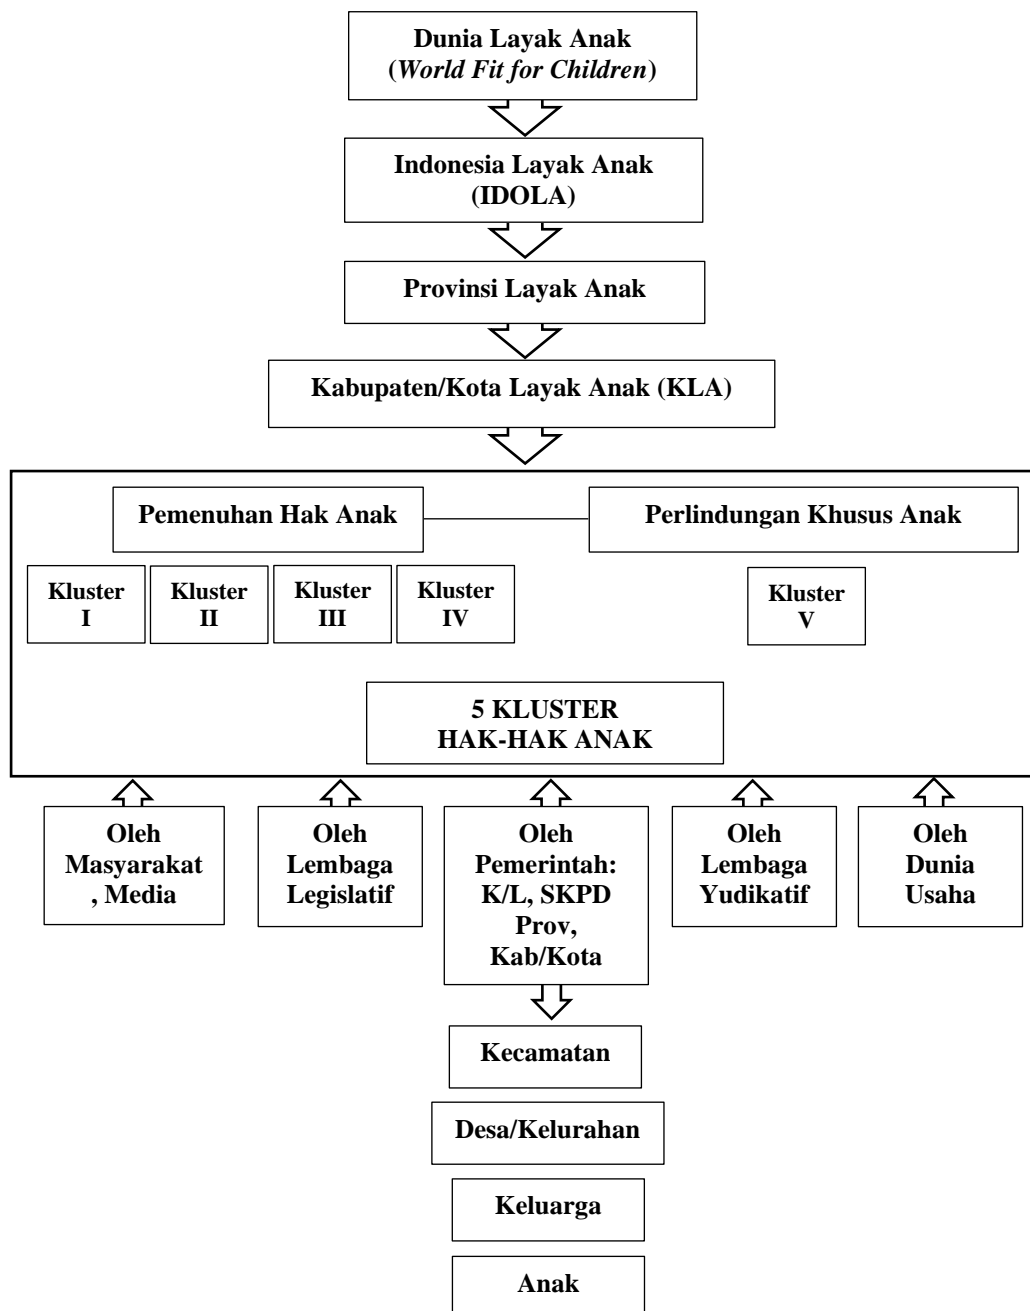 Dunia Layak Anak
(World Fit for Children)
Indonesia Layak Anak
(IDOLA)
Provinsi Layak Anak
Kabupaten/Kota Layak Anak (KLA)
Pemenuhan Hak Anak
Perlindungan Khusus Anak
Kluster
I
Kluster
II
Kluster
III
Kluster
IV
Kluster
V
5 KLUSTER
HAK-HAK ANAK
Oleh
Masyarakat
, Media
Oleh
Lembaga
Legislatif
Oleh
Pemerintah:
K/L, SKPD
Prov,
Kab/Kota
Oleh
Lembaga
Yudikatif
Oleh
Dunia
Usaha
Kecamatan
Desa/Kelurahan
Keluarga
Anak